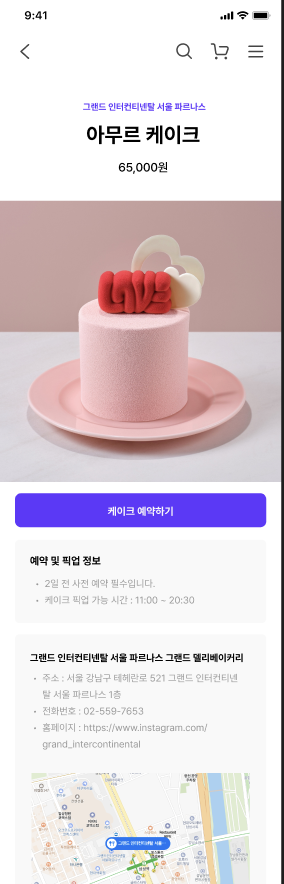 9:41
그랜드 인터컨티넨탈 서울 파르나스
아무르 케이크
65,000원
LOVE
케이크 예약하기
예약 및 픽업 정보
• 2일 전 사전 예약 필수입니다.
• 케이크 픽업 가능 시간 : 11:00 ~ 20:30
그랜드 인터컨티넨탈 서울 파르나스 그랜드 델리베이커리
• 주소 : 서울 강남구 테헤란로 521 그랜드 인터컨티넨
탈 서울 파르나스 1층
• 전화번호 : 02-559-7653
• 홈페이지 : https://www.instagram.com/
grand_intercontinental
그랜드 인터컨티넨탈 서울